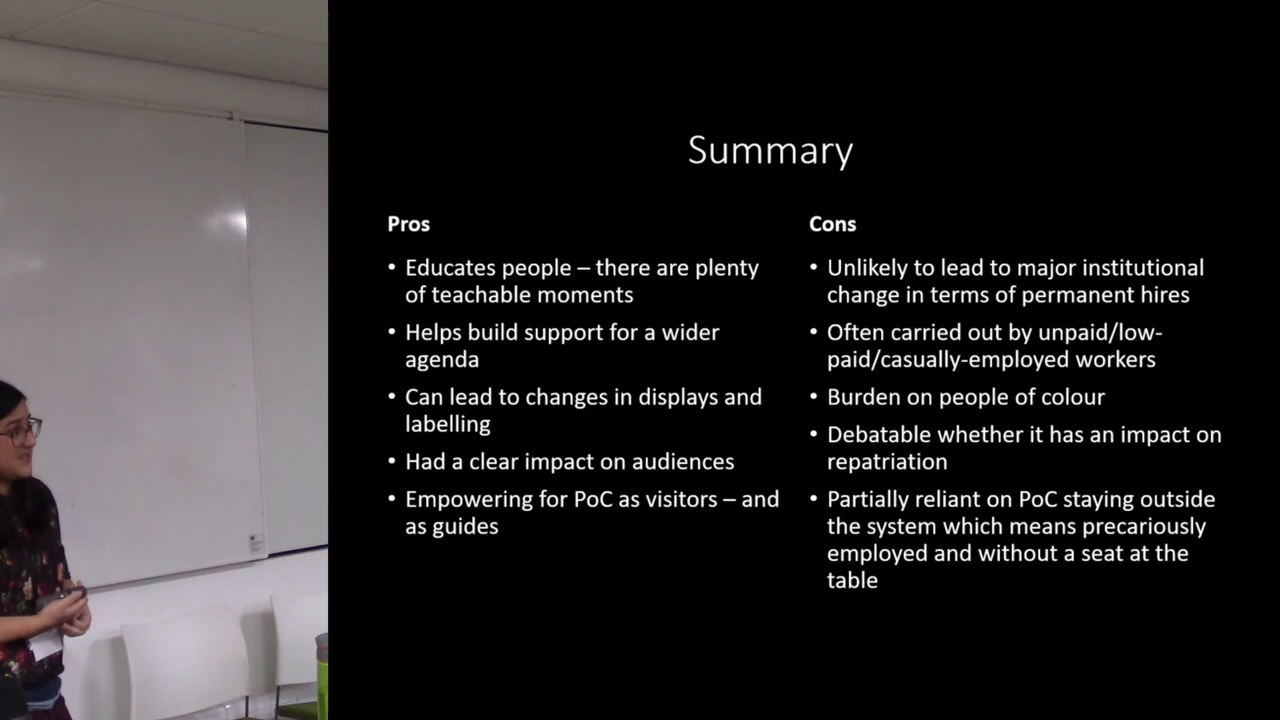 Summary
Pros
• Educates people – there are plenty
of teachable moments
• Helps build support for a wider
agenda
• Can lead to changes in displays and
labelling
• Had a clear impact on audiences
• Empowering for PoC as visitors – and
as guides
Cons
• Unlikely to lead to major institutional
change in terms of permanent hires
• Often carried out by unpaid/low-
paid/casually-employed workers
• Burden on people of colour
• Debatable whether it has an impact on
repatriation
• Partially reliant on PoC staying outside
the system which means precariously
employed and without a seat at the
table